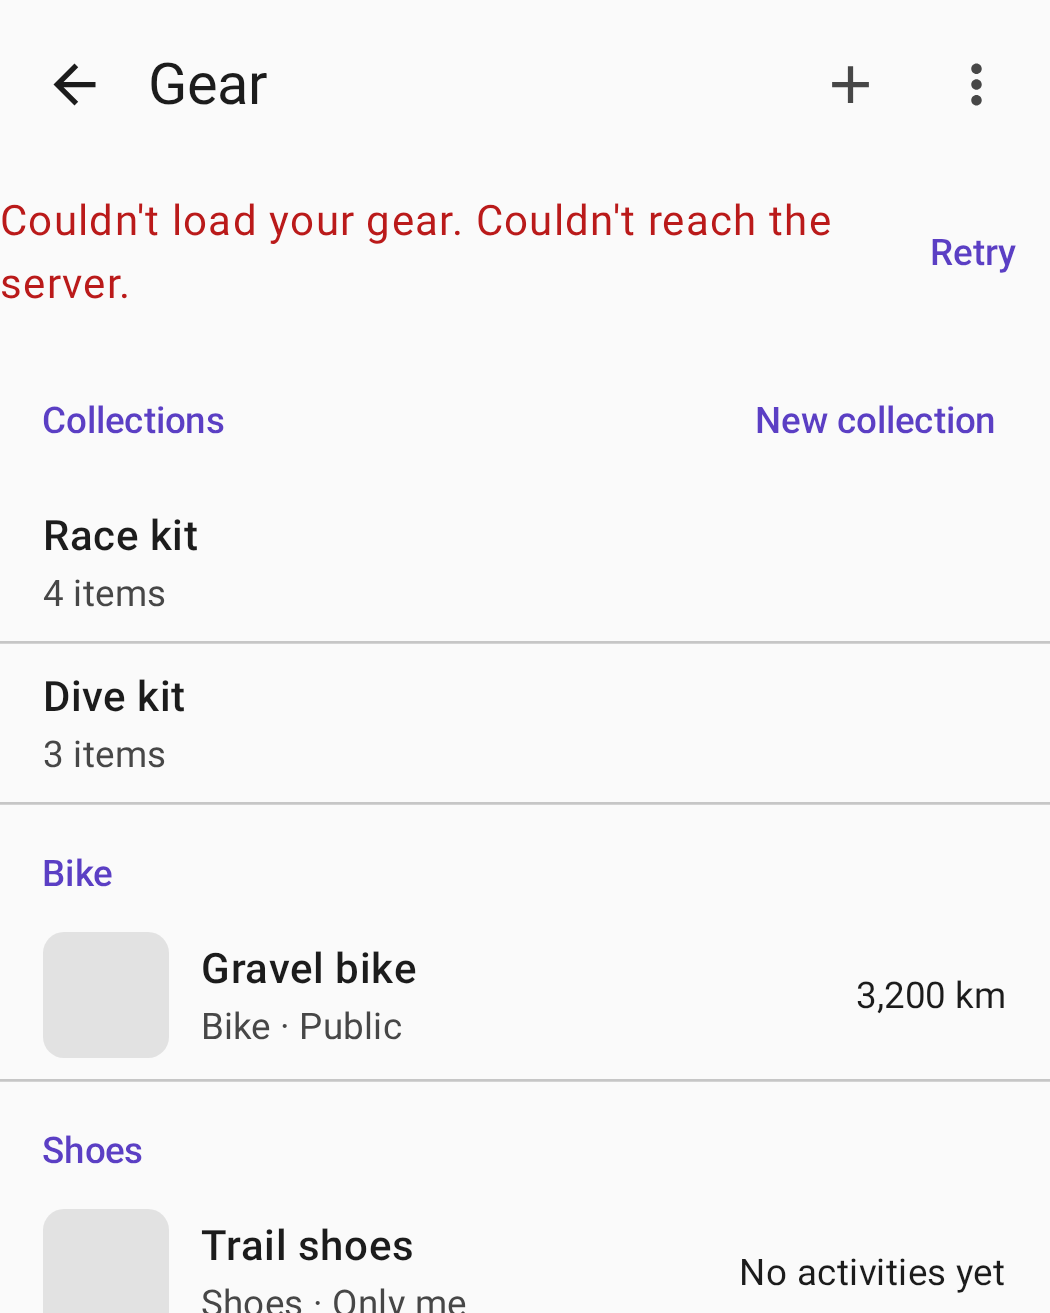 Gear
Couldn't load your gear. Couldn't reach the
server.
Retry
Collections
New collection
Race kit
4 items
Dive kit
3 items
Bike
Gravel bike
Bike · Public
3,200 km
Shoes
Trail shoes
Shoes · Only me
No activities yet